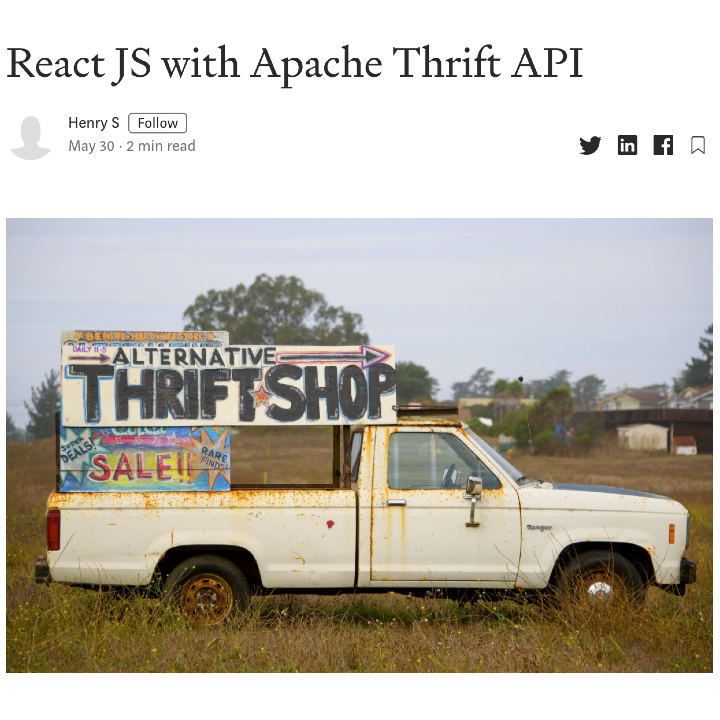 React JS with Apache Thrift API
Henry S Follow
May 30 · 2 min read
BEHIND HARDWARE STORE
DAILY 11-5
ALTERNATIVE
THRIFT SHOP
SUPER DEALS!
SALE!!
RARE FINDS!
Ranger